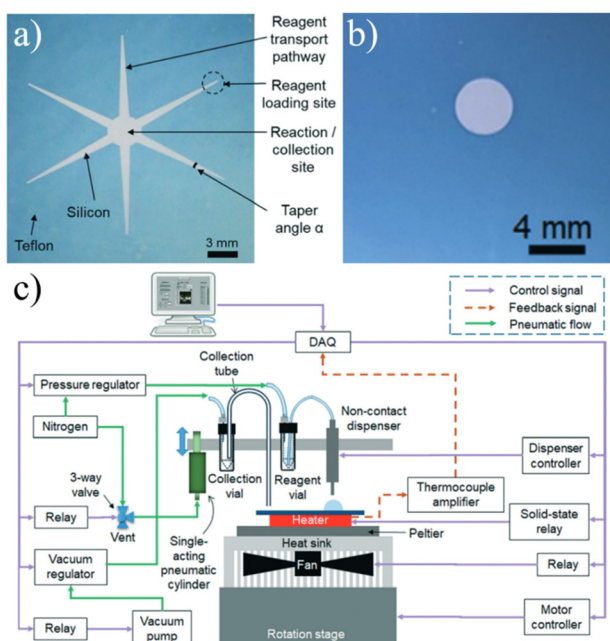 a)
Reagent
transport
pathway
Reagent
loading site
Reaction /
collection
site
Silicon
Taper
angle α
Teflon
3 mm
b)
4 mm
c)
Control signal
Feedback signal
Pneumatic flow
DAQ
Collection
tube
Pressure regulator
Non-contact
dispenser
Nitrogen
3-way
valve
Collection
vial
Reagent
vial
Dispenser
controller
Thermocouple
amplifier
Relay
Vent
Heater
Solid-state
relay
Single-
acting
pneumatic
cylinder
Peltier
Heat sink
Vacuum
regulator
Fan
Relay
Relay
Vacuum
pump
Motor
controller
Rotation stage